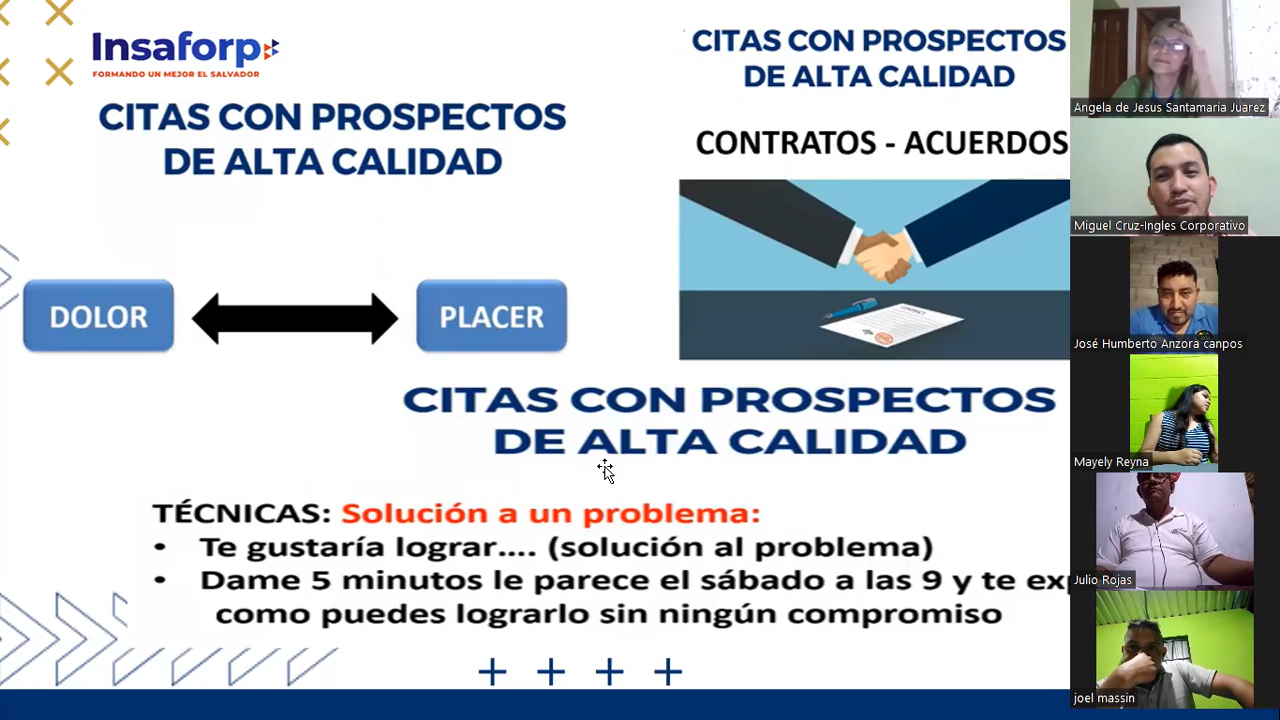 Insaforp
FORMANDO UN MEJOR EL SALVADOR
CITAS CON PROSPECTOS
DE ALTA CALIDAD
DOLOR
PLACER
CITAS CON PROSPECTOS
DE ALTA CALIDAD
CONTRATOS - ACUERDOS
CITAS CON PROSPECTOS
DE ALTA CALIDAD
TÉCNICAS: Solución a un problema:
• Te gustaría lograr.... (solución al problema)
• Dame 5 minutos le parece el sábado a las 9 y te exp
como puedes lograrlo sin ningún compromiso
Angela de Jesus Santamaria Juarez
Miguel Cruz-Ingles Corporativo
José Humberto Anzora canpos
Mayely Reyna
Julio Rojas
joel massin